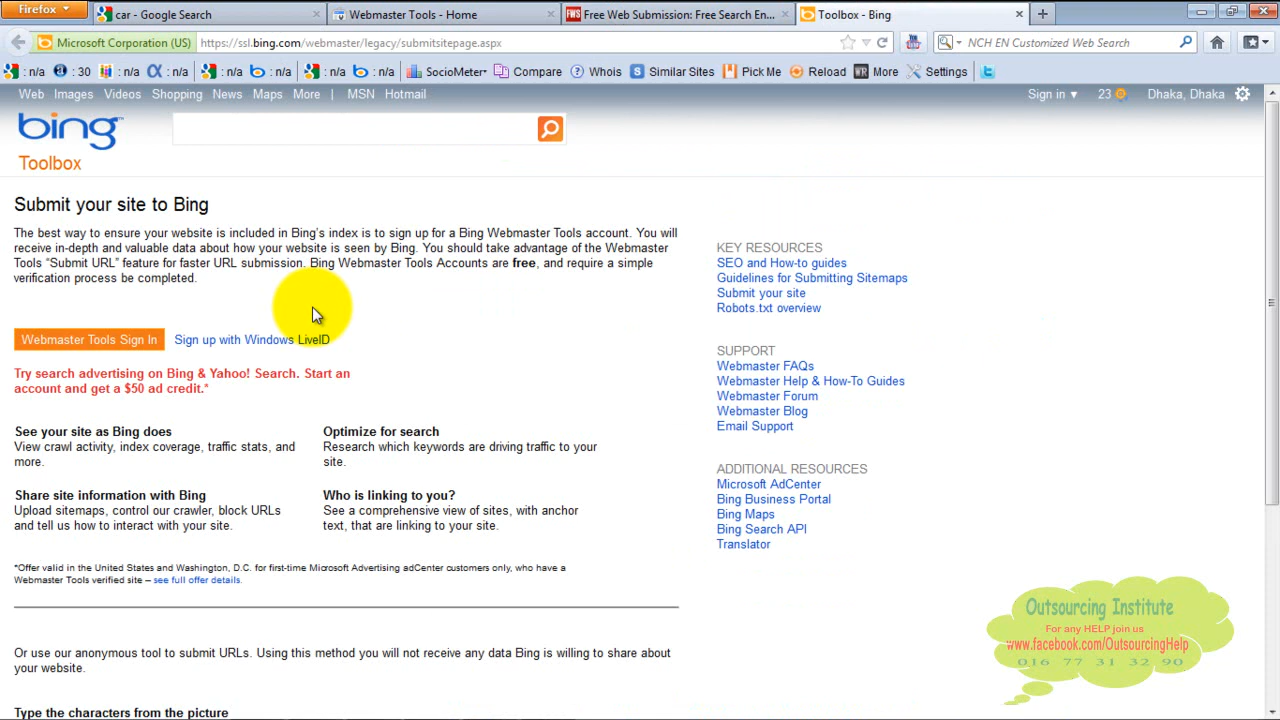 Firefox
car - Google Search
Webmaster Tools - Home
Free Web Submission: Free Search En...
Toolbox - Bing
Microsoft Corporation (US)
https://ssl.bing.com/webmaster/legacy/submitsitepage.aspx
NCH EN Customized Web Search
: n/a : 30 : n/a : n/a : n/a : n/a : n/a : n/a SocioMeter Compare Whois Similar Sites Pick Me Reload More Settings
Web Images Videos Shopping News Maps More | MSN Hotmail
Sign in 23 Dhaka, Dhaka
bing
Toolbox
Submit your site to Bing
The best way to ensure your website is included in Bing's index is to sign up for a Bing Webmaster Tools account. You will
receive in-depth and valuable data about how your website is seen by Bing. You should take advantage of the Webmaster
Tools “Submit URL” feature for faster URL submission. Bing Webmaster Tools Accounts are free, and require a simple
verification process be completed.
Webmaster Tools Sign In
Sign up with Windows LiveID
Try search advertising on Bing & Yahoo! Search. Start an
account and get a $50 ad credit.*
See your site as Bing does
View crawl activity, index coverage, traffic stats, and
more.
Optimize for search
Research which keywords are driving traffic to your
site.
Share site information with Bing
Upload sitemaps, control our crawler, block URLs
and tell us how to interact with your site.
Who is linking to you?
See a comprehensive view of sites, with anchor
text, that are linking to your site.
*Offer valid in the United States and Washington, D.C. for first-time Microsoft Advertising adCenter customers only, who have a
Webmaster Tools verified site – see full offer details.
Or use our anonymous tool to submit URLs. Using this method you will not receive any data Bing is willing to share about
your website.
Type the characters from the picture
KEY RESOURCES
SEO and How-to guides
Guidelines for Submitting Sitemaps
Submit your site
Robots.txt overview
SUPPORT
Webmaster FAQs
Webmaster Help & How-To Guides
Webmaster Forum
Webmaster Blog
Email Support
ADDITIONAL RESOURCES
Microsoft AdCenter
Bing Business Portal
Bing Maps
Bing Search API
Translator
Outsourcing Institute
For any HELP join us
www.facebook.com/OutsourcingHelp
016 77 31 32 90